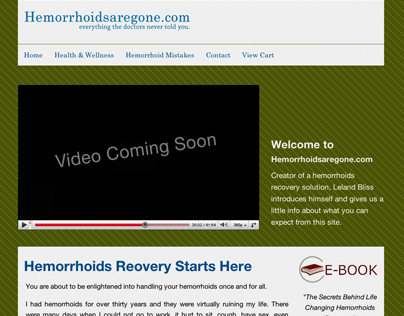 Hemorrhoidsaregone.com
everything the doctors never told you.
Home Health & Wellness Hemorrhoid Mistakes Contact View Cart
Video Coming Soon
00:02 / 41:04
360p
Welcome to
Hemorrhoidsaregone.com
Creator of a hemorrhoids
recovery solution, Leland Bliss
introduces himself and gives us a
little info about what you can
expect from this site.
Hemorrhoids Reovery Starts Here
You are about to be enlightened into handling your hemorrhoids once and for all.
I had hemorrhoids for over thirty years and they were virtually ruining my life. There
were many days when I could not go to work, it hurt to sit, cough, have sex, even
E-BOOK
"The Secrets Behind Life
Changing Hemorrhoids